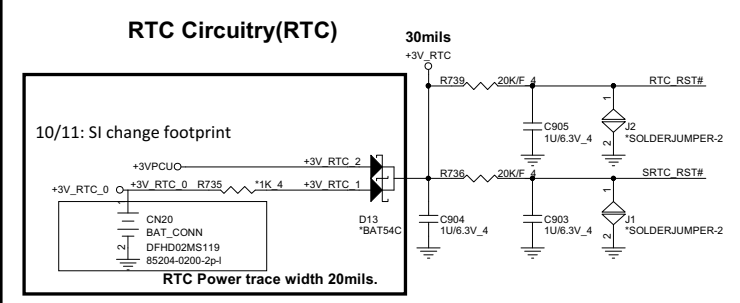 RTC Circuitry(RTC)
30mils
+3V_RTC
R739
20K/F_4
RTC_RST#
10/11: SI change footprint
C905
1U/6.3V_4
1
J2
*SOLDERJUMPER-2
2
+3VPCU
+3V_RTC_2
+3V_RTC_0
+3V_RTC_0
R735
*1K_4
+3V_RTC_1
R736
20K/F_4
SRTC_RST#
1
CN20
BAT_CONN
DFHD02MS119
85204-0200-2p-l
2
D13
*BAT54C
C904
1U/6.3V_4
C903
1U/6.3V_4
1
J1
*SOLDERJUMPER-2
2
RTC Power trace width 20mils.